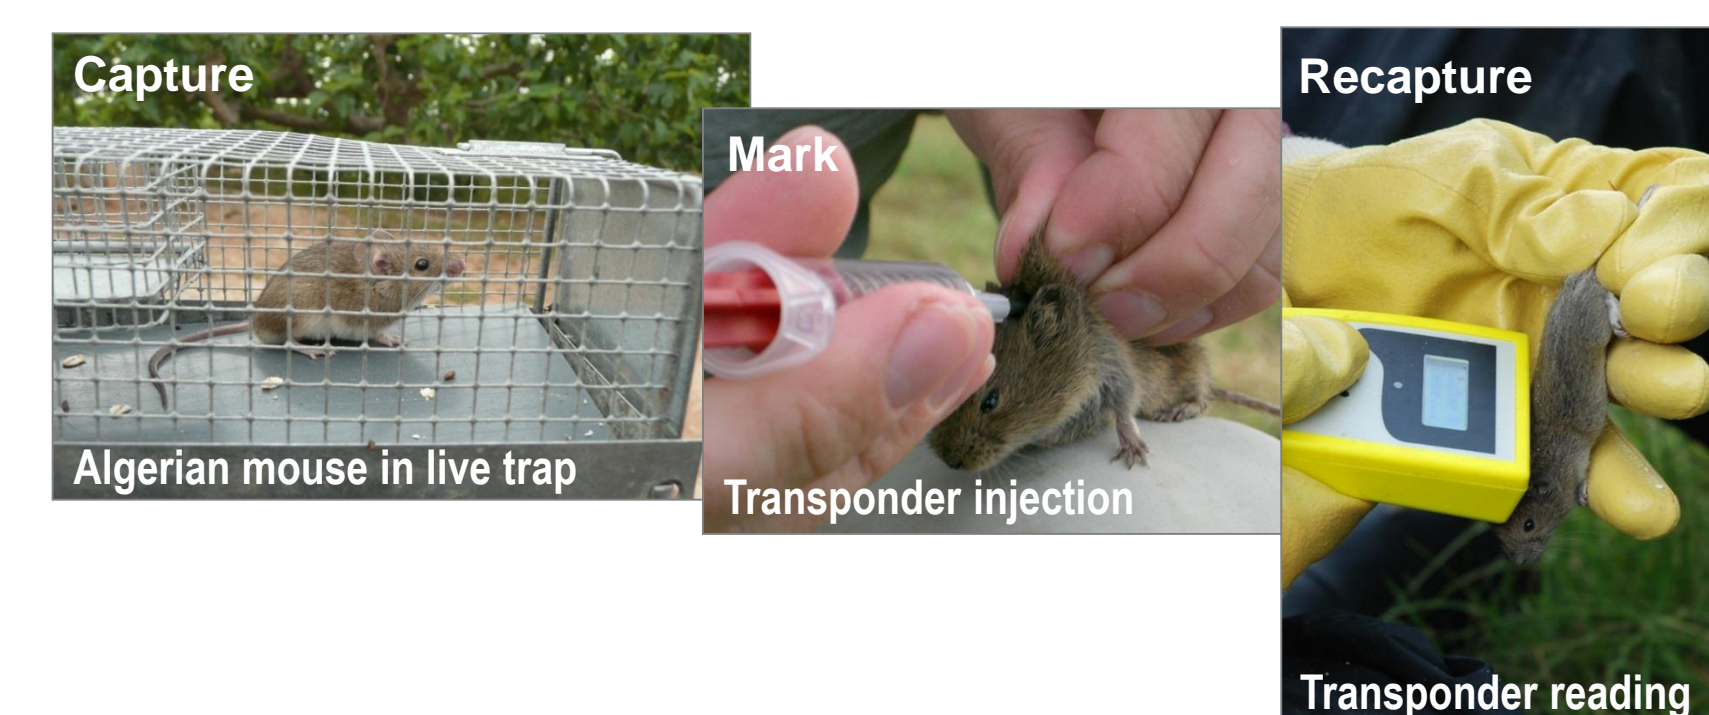 Capture
Algerian mouse in live trap
Mark
Transponder injection
Recapture
Transponder reading